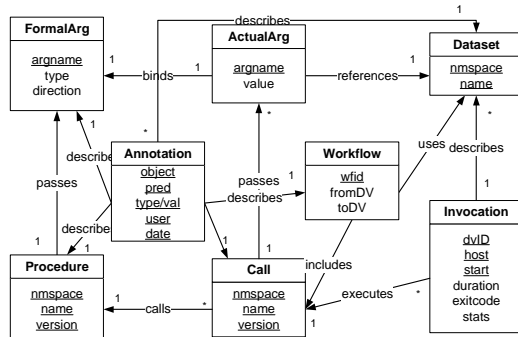 describes
1
1
FormalArg
argname
type
direction
1
binds
1
ActualArg
argname
value
references
1
Dataset
nmspace
name
1
*
*
*
uses
describe
Annotation
object
pred
type/val
user
date
1
Workflow
wfid
fromDV
toDV
describes
passes
passes
describes
describe
1
Invocation
dvID
host
start
duration
exitcode
stats
1
1
1
1
Procedure
nmspace
name
version
1
calls
*
Call
nmspace
name
version
includes
executes
*
1